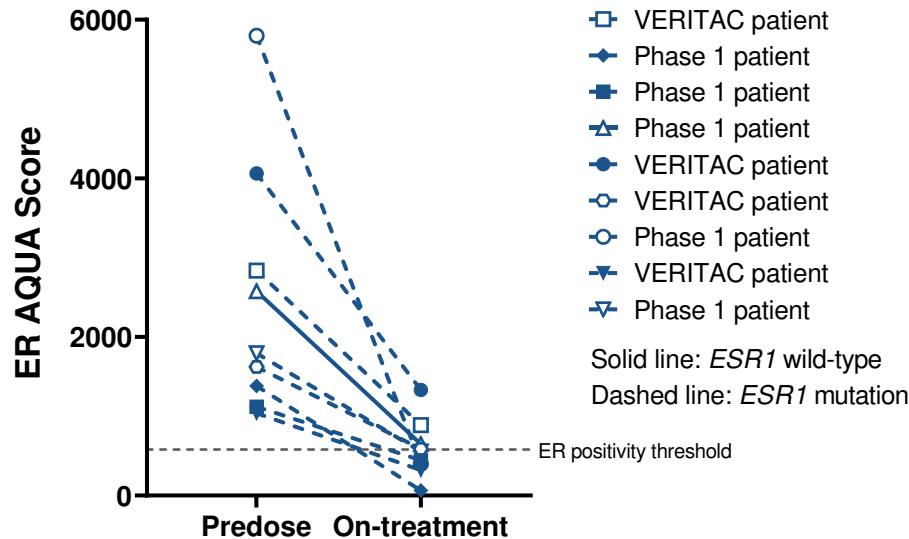 ER AQUA Score
6000
4000
2000
0
Predose
On-treatment
ER positivity threshold
VERITAC patient
Phase 1 patient
Phase 1 patient
Phase 1 patient
VERITAC patient
VERITAC patient
Phase 1 patient
VERITAC patient
Phase 1 patient
Solid line: ESR1 wild-type
Dashed line: ESR1 mutation